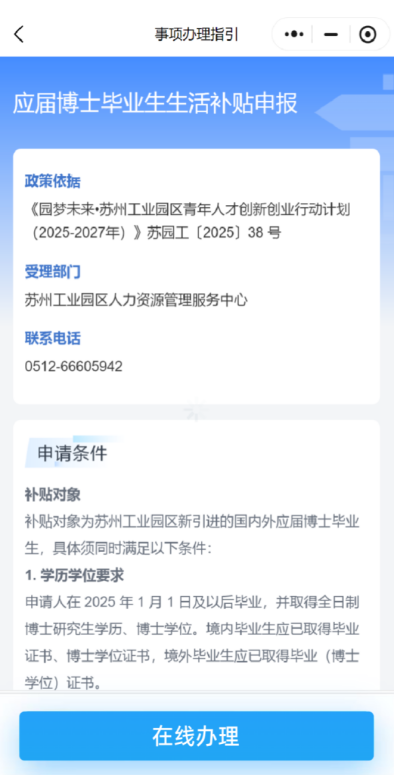 事项办理指引
应届博士毕业生生活补贴申报
政策依据
《园梦未来•苏州工业园区青年人才创新创业行动计划
（2025-2027年）》苏园工〔2025〕38 号
受理部门
苏州工业园区人力资源管理服务中心
联系电话
0512-66605942
申请条件
补贴对象
补贴对象为苏州工业园区新引进的国内外应届博士毕业
生，具体须同时满足以下条件：
1. 学历学位要求
申请人在 2025 年 1 月 1 日及以后毕业，并取得全日制
博士研究生学历、博士学位。境内毕业生应已取得毕业
证书、博士学位证书，境外毕业生应已取得毕业（博士
学位）证书。
在线办理